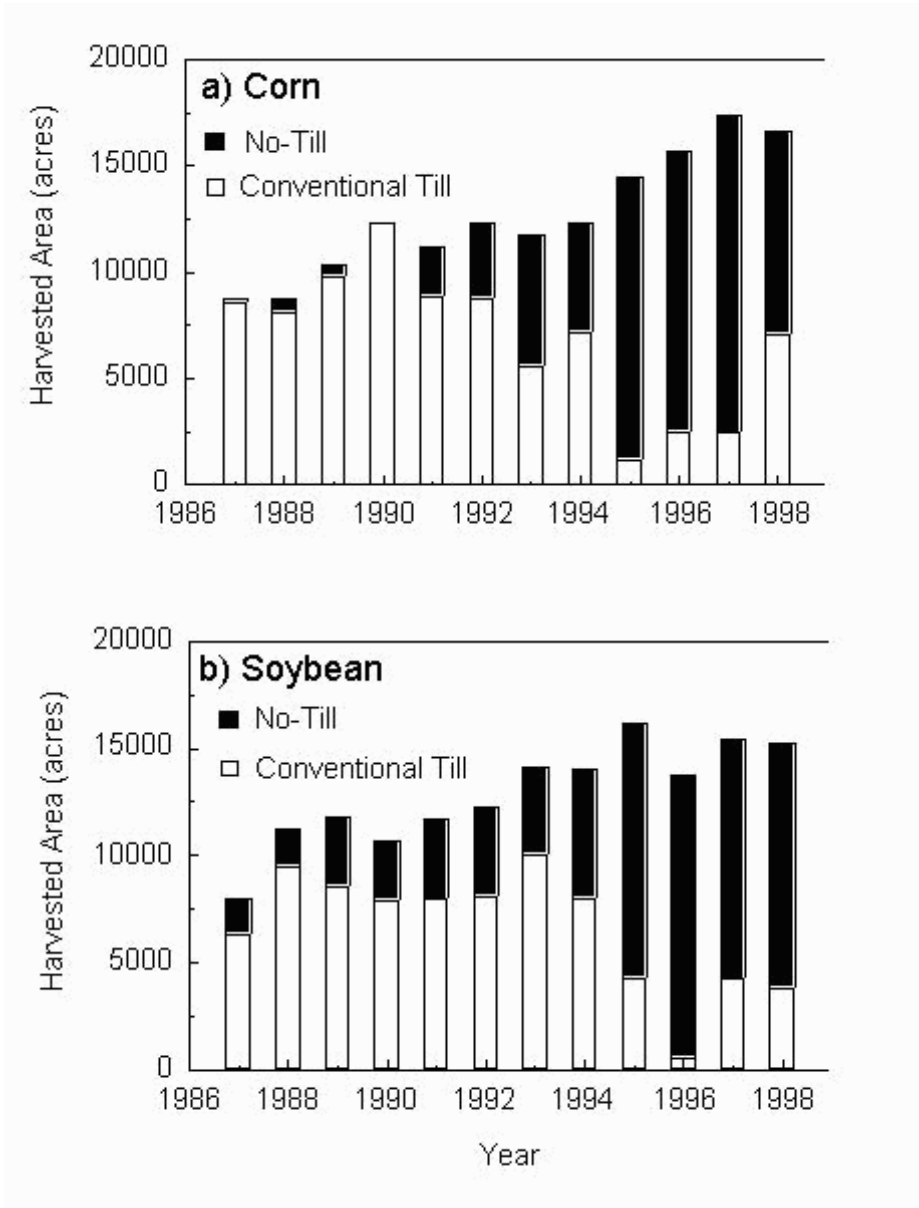 20000
a) Corn
No-Till
15000
Conventional Till
10000
5000
0
Harvested Area (acres)
1986 1988 1990 1992 1994 1996 1998
20000
b) Soybean
No-Till
15000
Conventional Till
10000
5000
0
Harvested Area (acres)
1986 1988 1990 1992 1994 1996 1998
Year